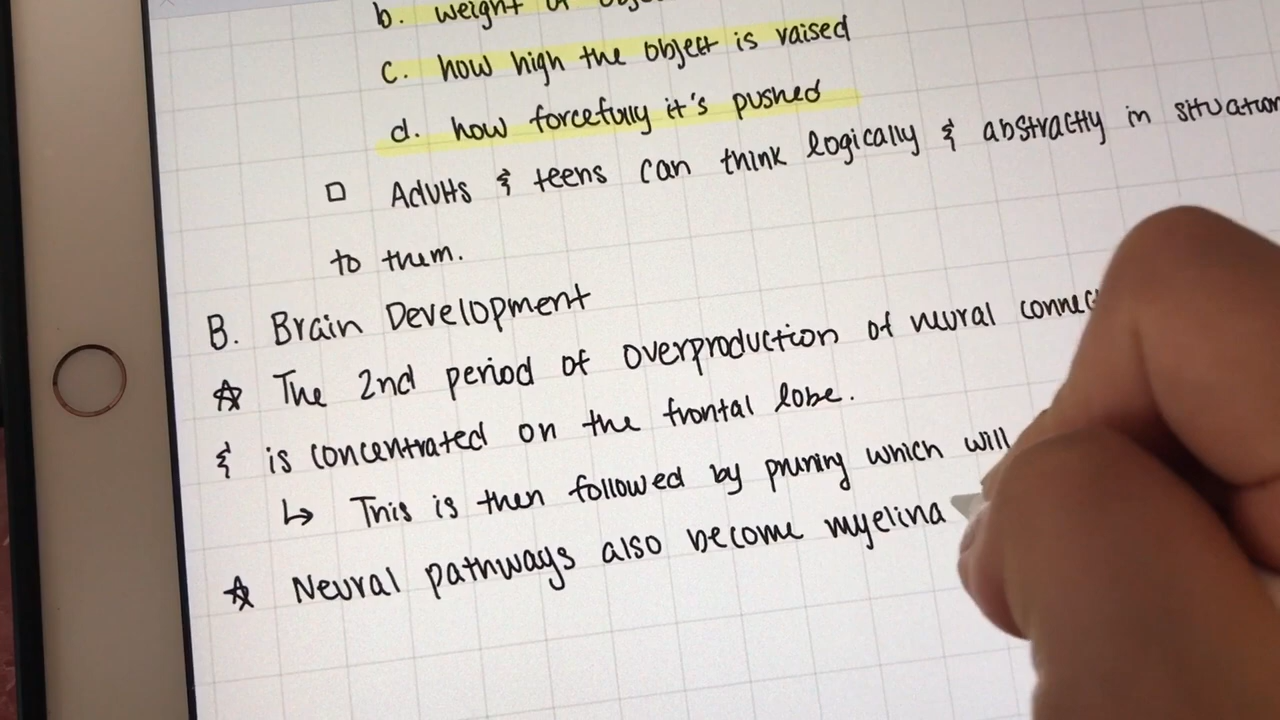 b. weight
c. how high the object is raised
d. how forcefully it's pushed
□ Adults & teens can think logically & abstractly in
to them.
B. Brain Development
☆ The 2nd period of overproduction of neural
& is concentrated on the frontal lobe.
↳ This is then followed by pruning which will
☆ Neural pathways also become myelina